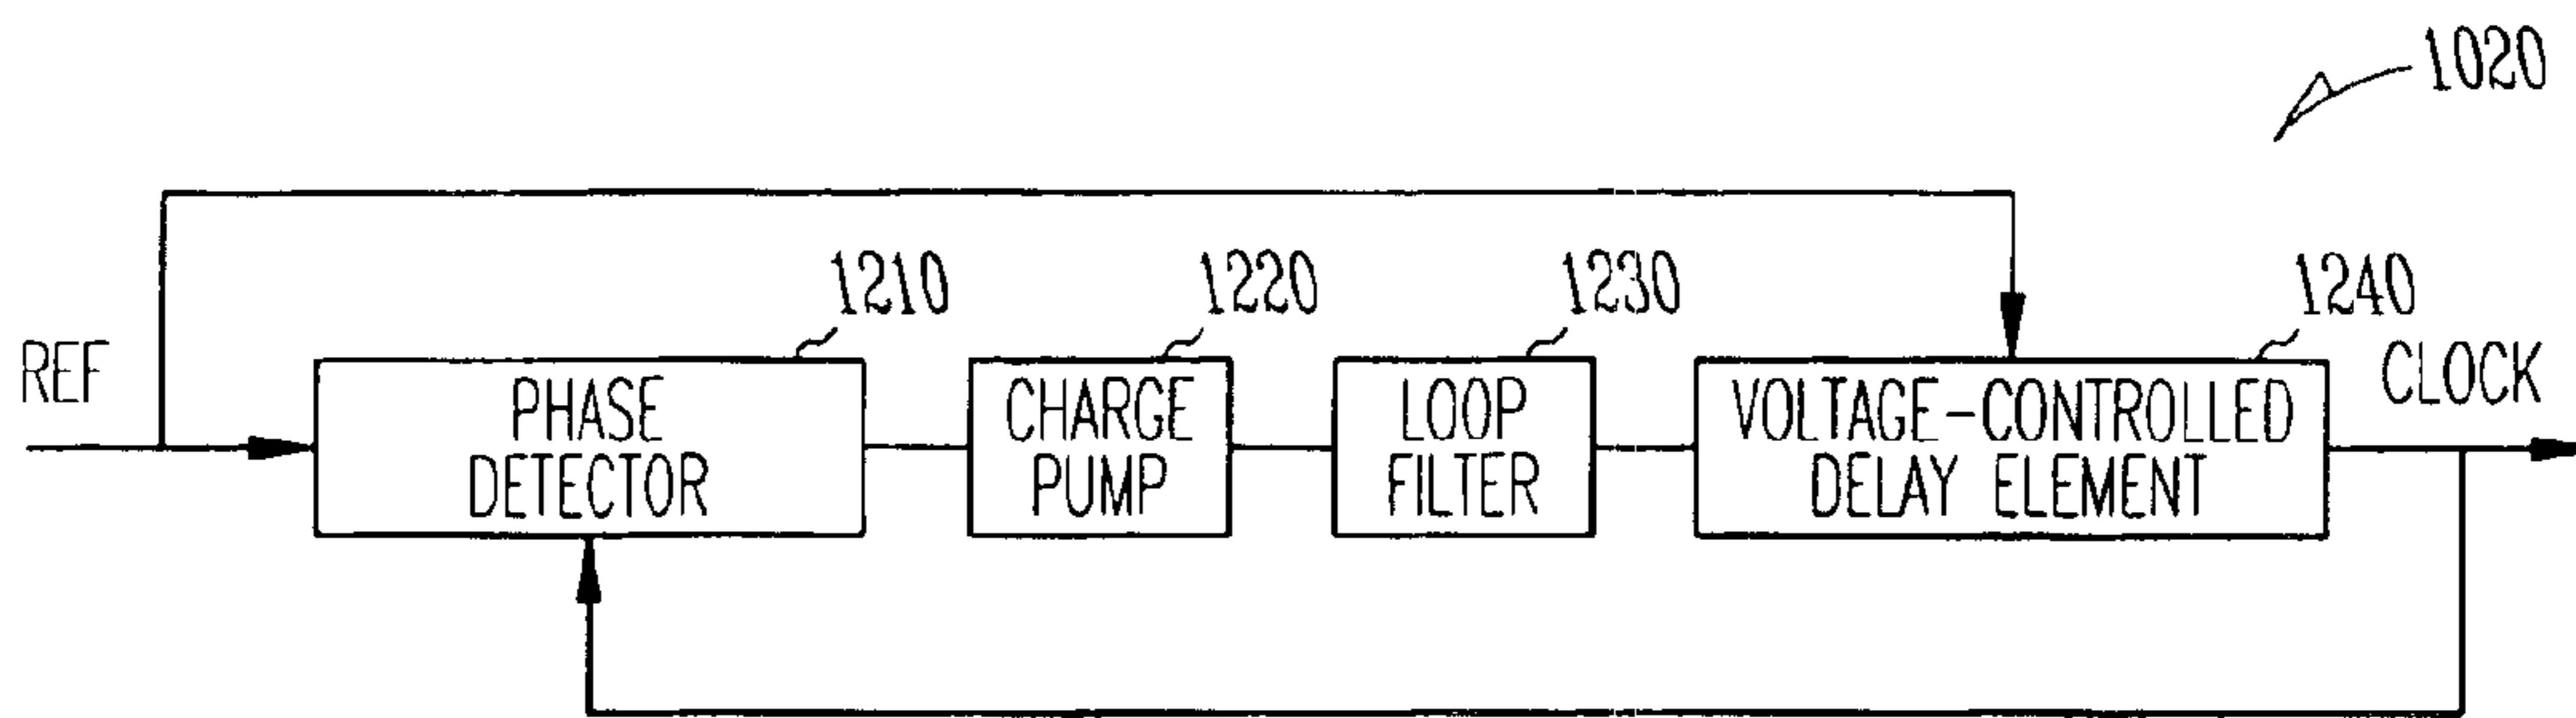 1020
1210
1220
1230
1240
REF
PHASE
DETECTOR
CHARGE
PUMP
LOOP
FILTER
VOLTAGE-CONTROLLED
DELAY ELEMENT
CLOCK